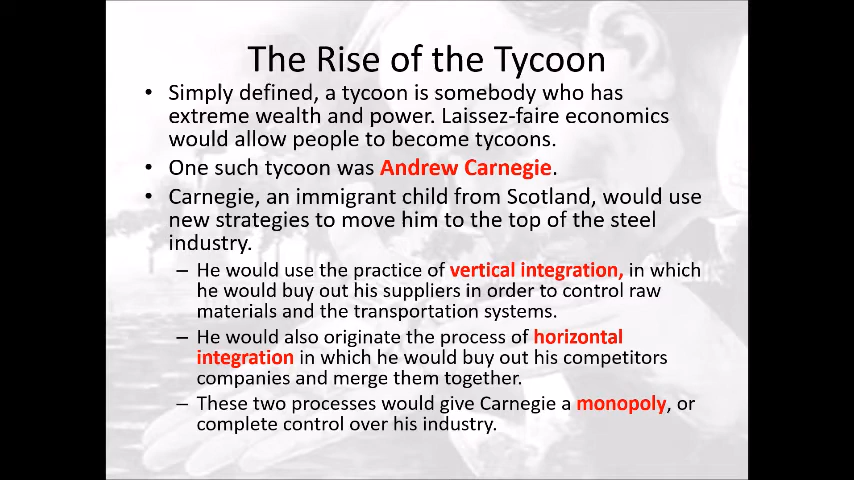 The Rise of the Tycoon
• Simply defined, a tycoon is somebody who has
extreme wealth and power. Laissez-faire economics
would allow people to become tycoons.
• One such tycoon was Andrew Carnegie.
• Carnegie, an immigrant child from Scotland, would use
new strategies to move him to the top of the steel
industry.
– He would use the practice of vertical integration, in which
he would buy out his suppliers in order to control raw
materials and the transportation systems.
– He would also originate the process of horizontal
integration in which he would buy out his competitors
companies and merge them together.
– These two processes would give Carnegie a monopoly, or
complete control over his industry.